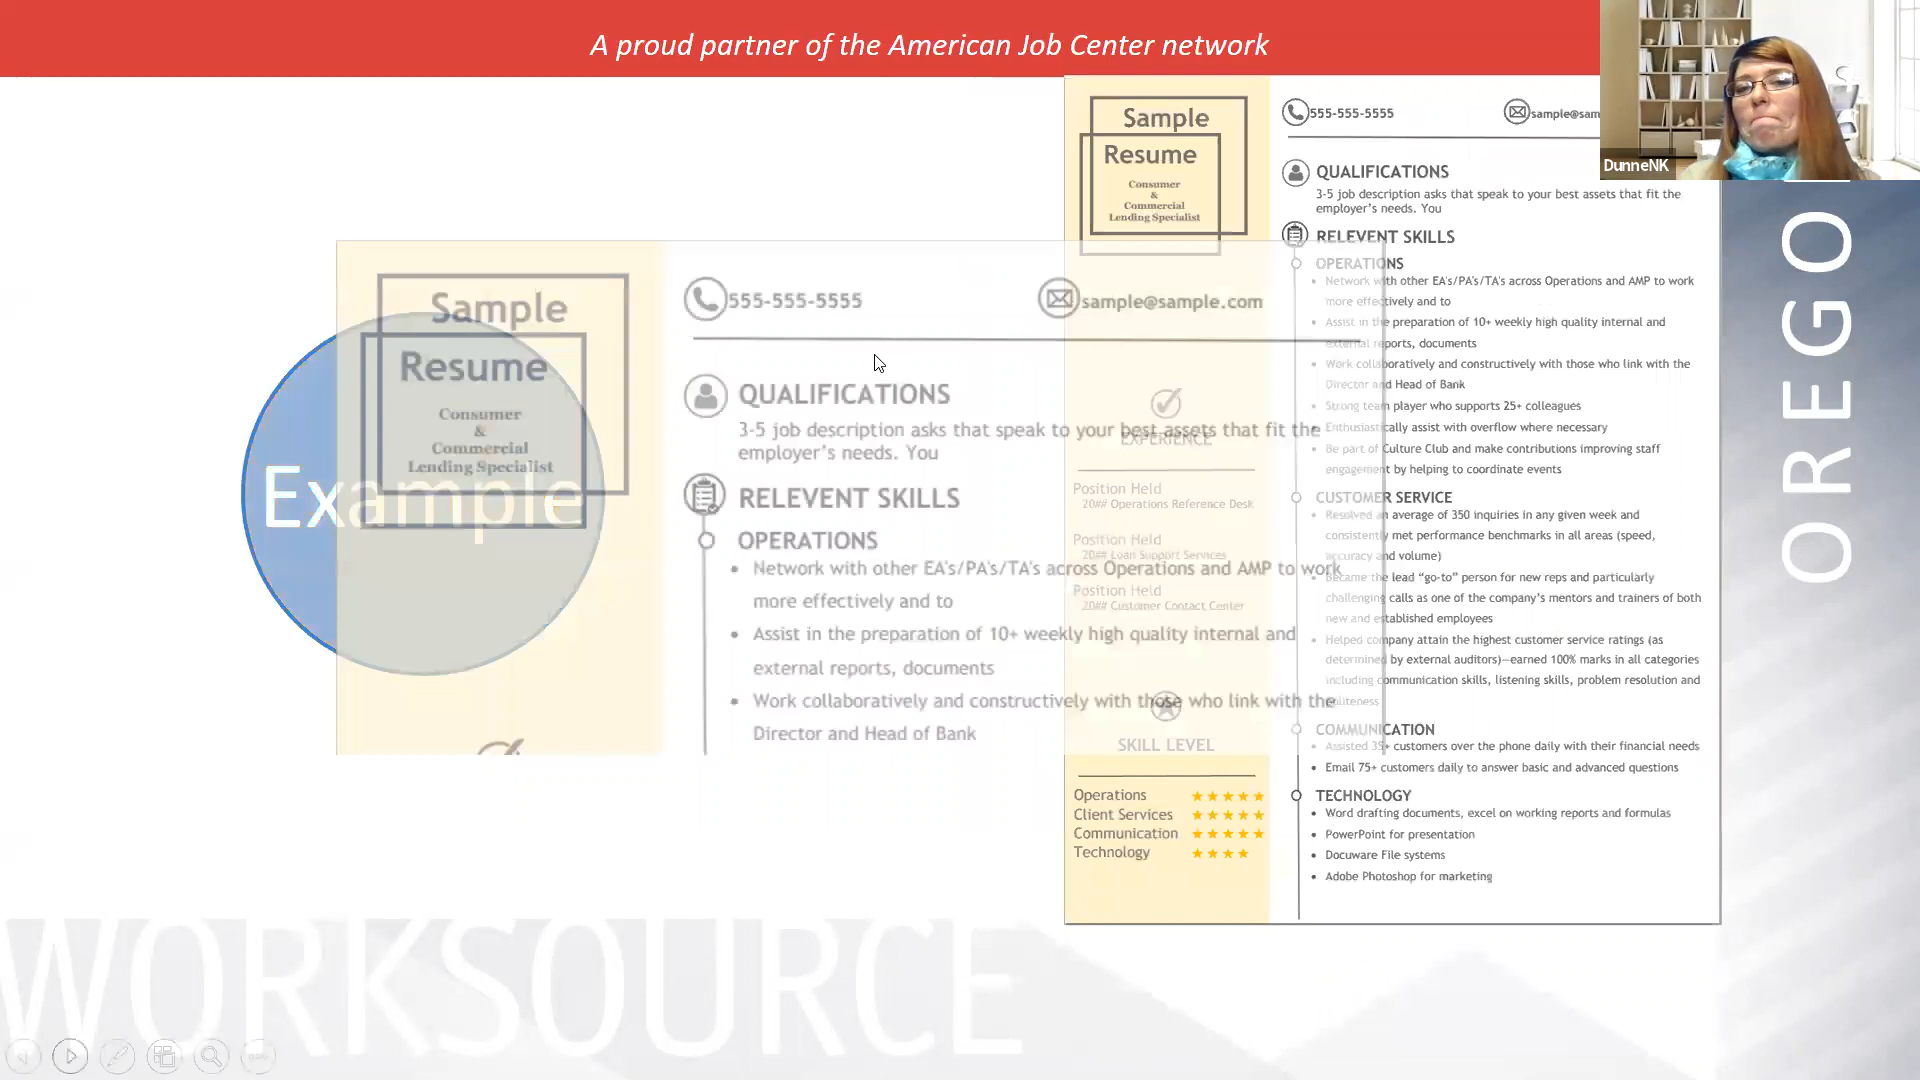 A proud partner of the American Job Center network
DunneNK
OREGO
Example
Sample
Resume
Consumer
&
Commercial
Lending Specialist
555-555-5555
sample@sample.com
QUALIFICATIONS
3-5 job description asks that speak to your best assets that fit the
employer's needs. You
RELEVENT SKILLS
OPERATIONS
• Network with other EA's/PA's/TA's across Operations and AMP to work
more effectively and to
• Assist in the preparation of 10+ weekly high quality internal and
external reports, documents
• Work collaboratively and constructively with those who link with the
Director and Head of Bank
Sample
Resume
Consumer
&
Commercial
Lending Specialist
EXPERIENCE
Position Held
20## Operations Reference Desk
Position Held
20## Loan Support Services
Position Held
20## Customer Contact Center
SKILL LEVEL
Operations ★★★★★
Client Services ★★★★★
Communication ★★★★★
Technology ★★★★
555-555-5555
sample@sam
QUALIFICATIONS
3-5 job description asks that speak to your best assets that fit the
employer's needs. You
RELEVENT SKILLS
OPERATIONS
• Network with other EA's/PA's/TA's across Operations and AMP to work
more effectively and to
• Assist in the preparation of 10+ weekly high quality internal and
external reports, documents
• Work collaboratively and constructively with those who link with the
Director and Head of Bank
• Strong team player who supports 25+ colleagues
• Enthusiastically assist with overflow where necessary
• Be part of Culture Club and make contributions improving staff
engagement by helping to coordinate events
CUSTOMER SERVICE
• Resolved an average of 350 inquiries in any given week and
consistently met performance benchmarks in all areas (speed,
accuracy and volume)
• Became the lead “go-to” person for new reps and particularly
challenging calls as one of the company's mentors and trainers of both
new and established employees
• Helped company attain the highest customer service ratings (as
determined by external auditors)—earned 100% marks in all categories
including communication skills, listening skills, problem resolution and
politeness
COMMUNICATION
• Assisted 35+ customers over the phone daily with their financial needs
• Email 75+ customers daily to answer basic and advanced questions
TECHNOLOGY
• Word drafting documents, excel on working reports and formulas
• PowerPoint for presentation
• Docuware File systems
• Adobe Photoshop for marketing
WORKSOURCE